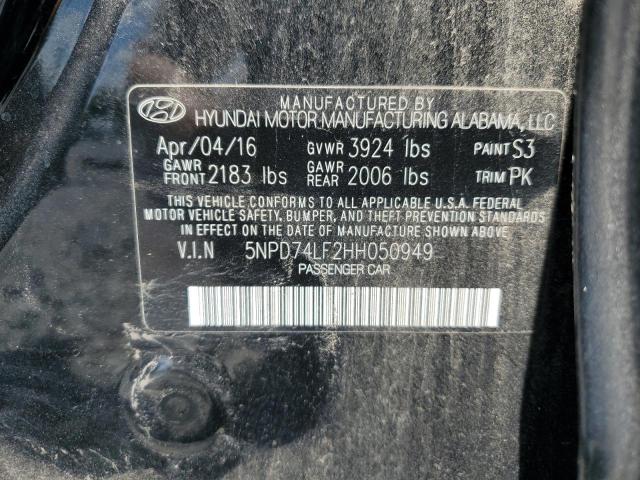 MANUFACTURED BY
HYUNDAI MOTOR MANUFACTURING ALABAMA, LLC
Apr/04/16 GVWR 3924 lbs PAINT S3
GAWR FRONT 2183 lbs GAWR REAR 2006 lbs TRIM PK
THIS VEHICLE CONFORMS TO ALL APPLICABLE U.S.A. FEDERAL
MOTOR VEHICLE SAFETY, BUMPER, AND THEFT PREVENTION STANDARDS
IN EFFECT ON THE DATE OF MANUFACTURE SHOWN ABOVE.
V.I.N 5NPD74LF2HH050949
PASSENGER CAR